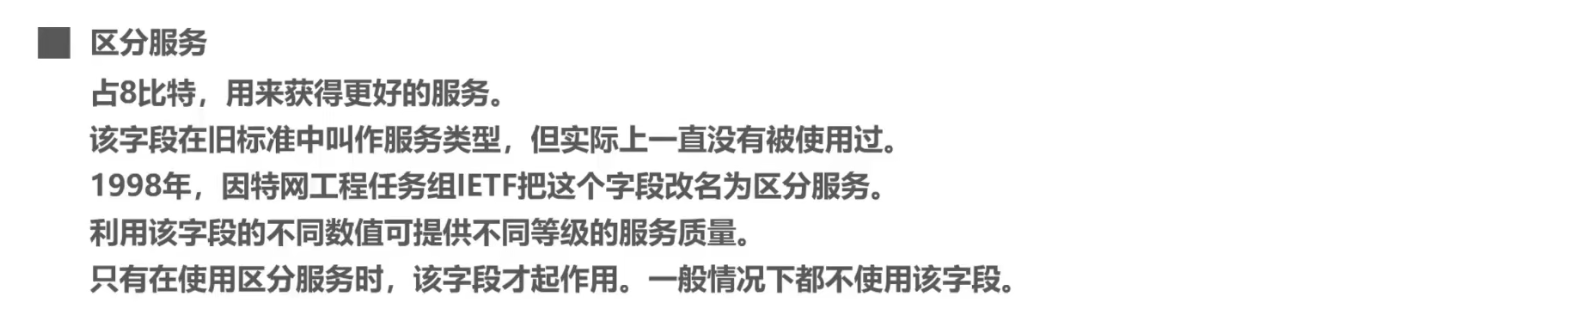 区分服务
占8比特，用来获得更好的服务。
该字段在旧标准中叫作服务类型，但实际上一直没有被使用过。
1998年，因特网工程任务组IETF把这个字段改名为区分服务。
利用该字段的不同数值可提供不同等级的服务质量。
只有在使用区分服务时，该字段才起作用。一般情况下都不使用该字段。